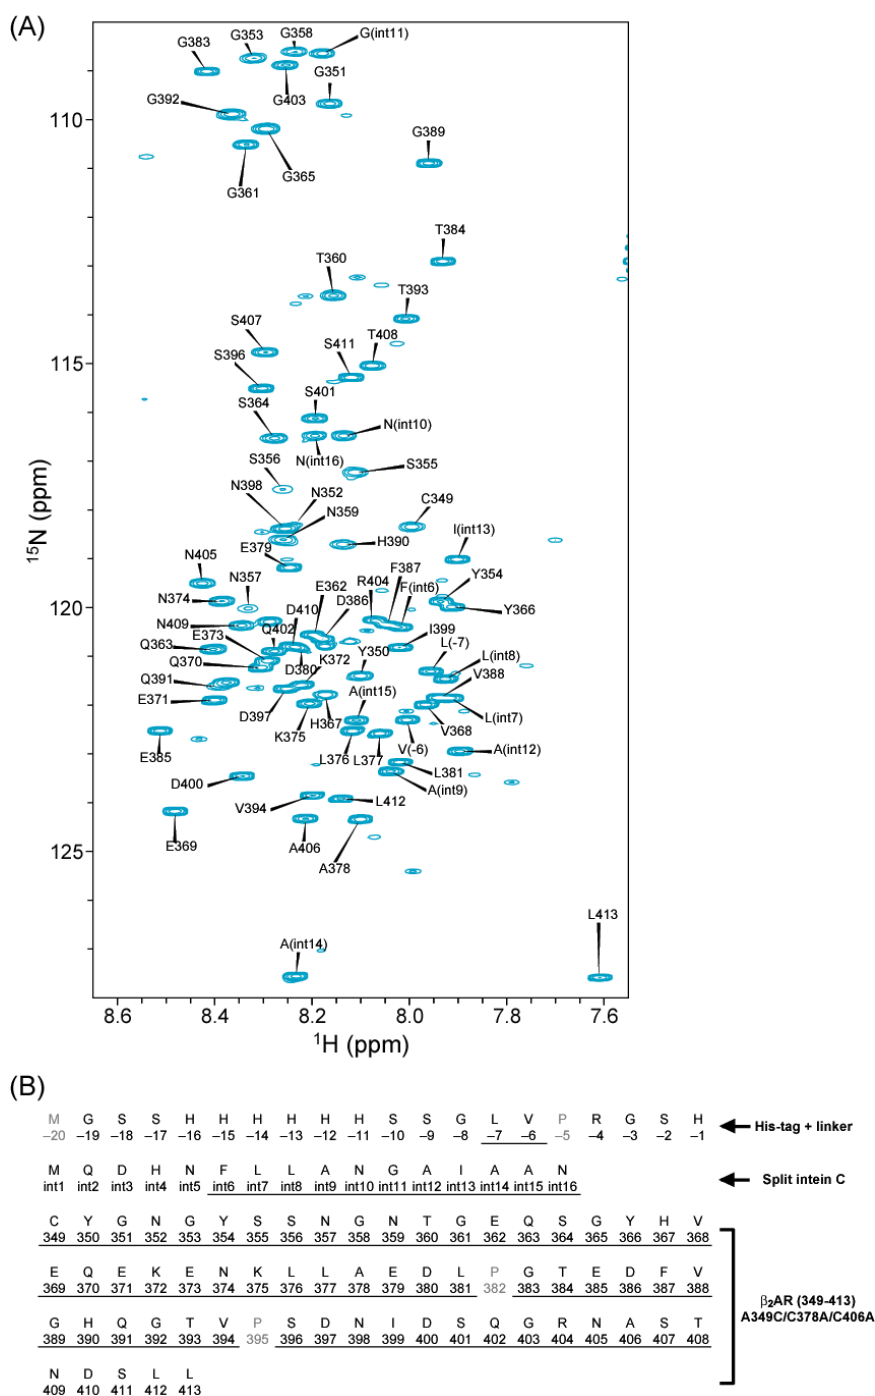 (A)
G383
G353
G358
G(int11)
G351
G392
G403
G365
G361
G389
T384
T360
T393
S407
S396
S411
T408
S364
S401
N(int10)
N(int16)
S356
S355
N398
N352
N359
C349
I(int13)
E379
H390
N405
N357
N374
R404
F387
F(int6)
Y354
Y366
N409
E373
Q402
D410
E362
D386
I399
L(-7)
L(int8)
V388
Q363
Q370
D380
K372
Y350
L(int7)
Q391
E371
D397
K375
H367
A(int15)
L376
L377
V(-6)
V368
A(int12)
E385
L381
A(int9)
D400
V394
L412
E369
A406
A378
A(int14)
L413
110
115
120
125
15N (ppm)
8.6 8.4 8.2 8.0 7.8 7.6
1H (ppm)
(B)
M G S S H H H H H H S S G L V P R G S H
–20 –19 –18 –17 –16 –15 –14 –13 –12 –11 –10 –9 –8 –7 –6 –5 –4 –3 –2 –1
His-tag + linker
M Q D H N F L L A N G A I A A N
int1 int2 int3 int4 int5 int6 int7 int8 int9 int10 int11 int12 int13 int14 int15 int16
Split intein C
C Y G N G Y S S N G N T G E Q S G Y H V
349 350 351 352 353 354 355 356 357 358 359 360 361 362 363 364 365 366 367 368
E Q E K E N K L L A E D L P G T E D F V
369 370 371 372 373 374 375 376 377 378 379 380 381 382 383 384 385 386 387 388
G H Q G T V P S D N I D S Q G R N A S T
389 390 391 392 393 394 395 396 397 398 399 400 401 402 403 404 405 406 407 408
N D S L L
409 410 411 412 413
β2AR (349-413)
A349C/C378A/C406A